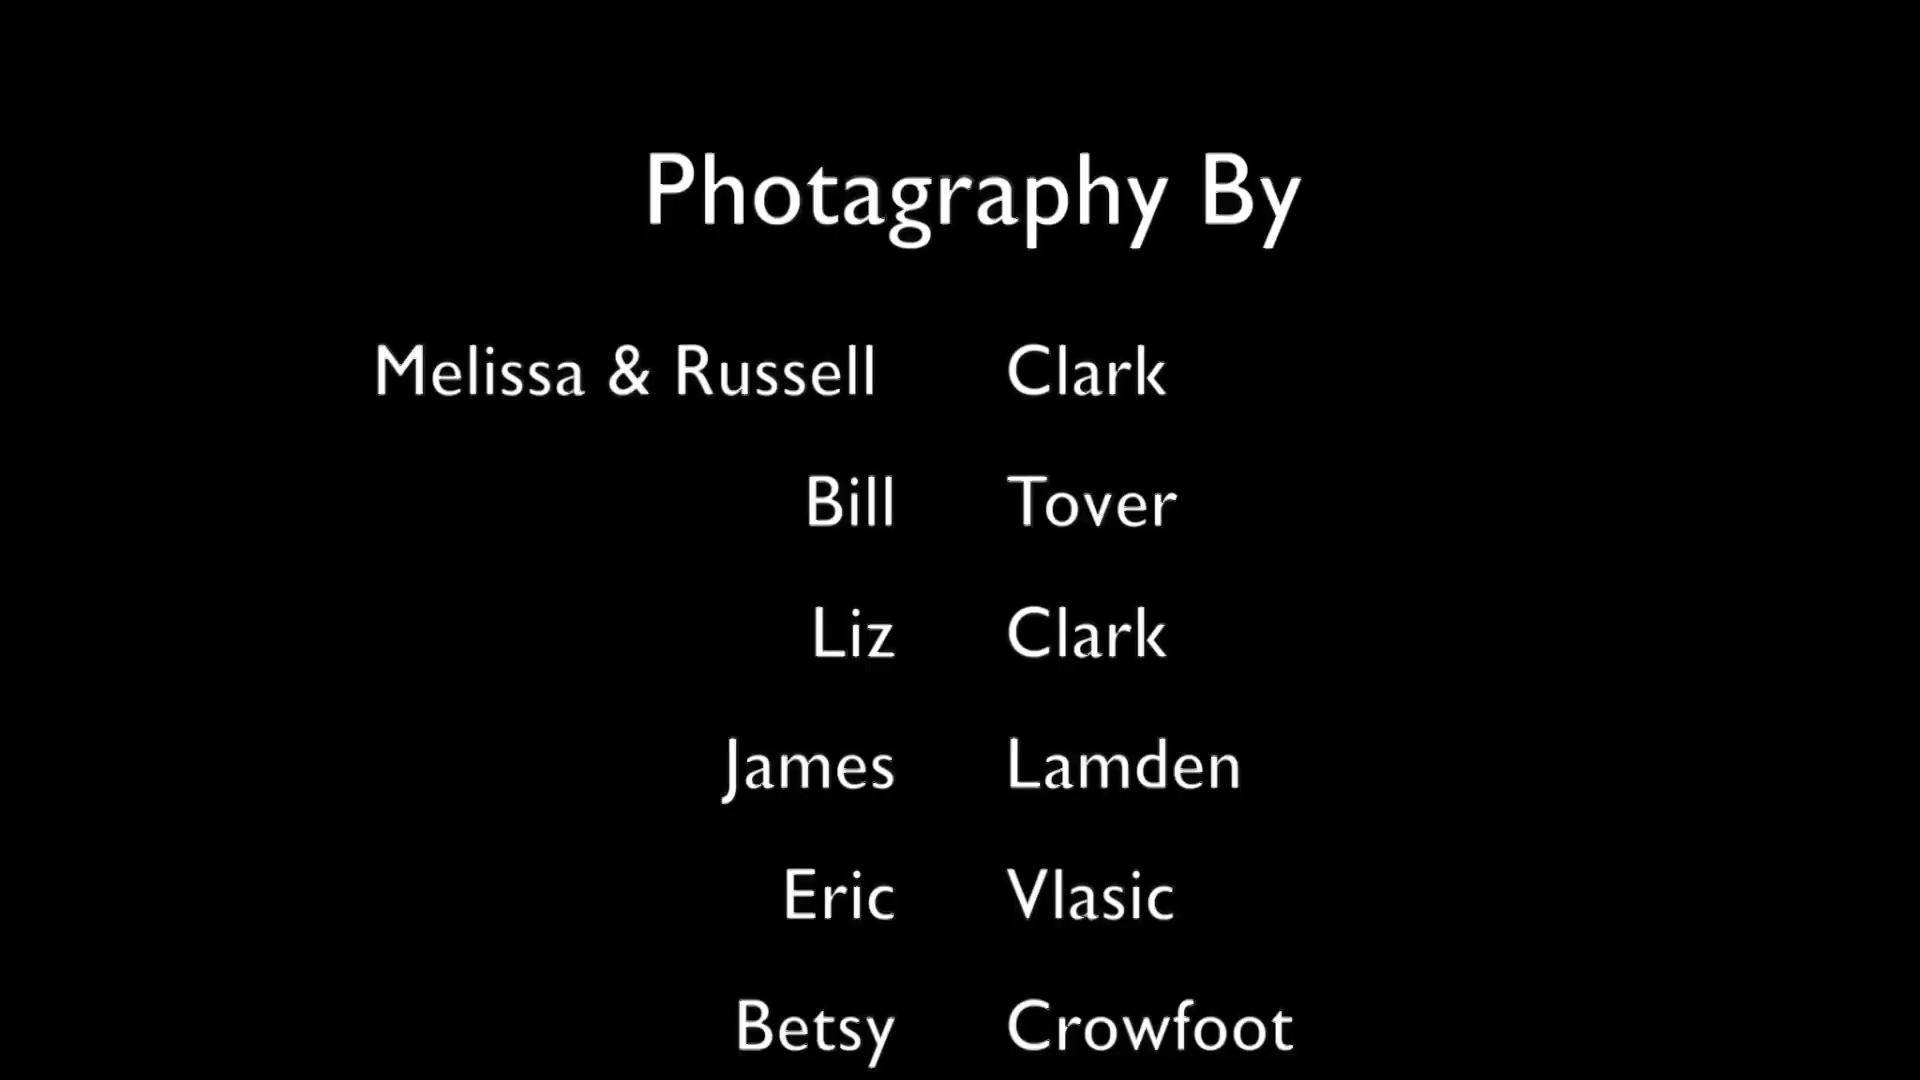 Photagraphy By
Melissa & Russell Clark
Bill Tover
Liz Clark
James Lamden
Eric Vlasic
Betsy Crowfoot